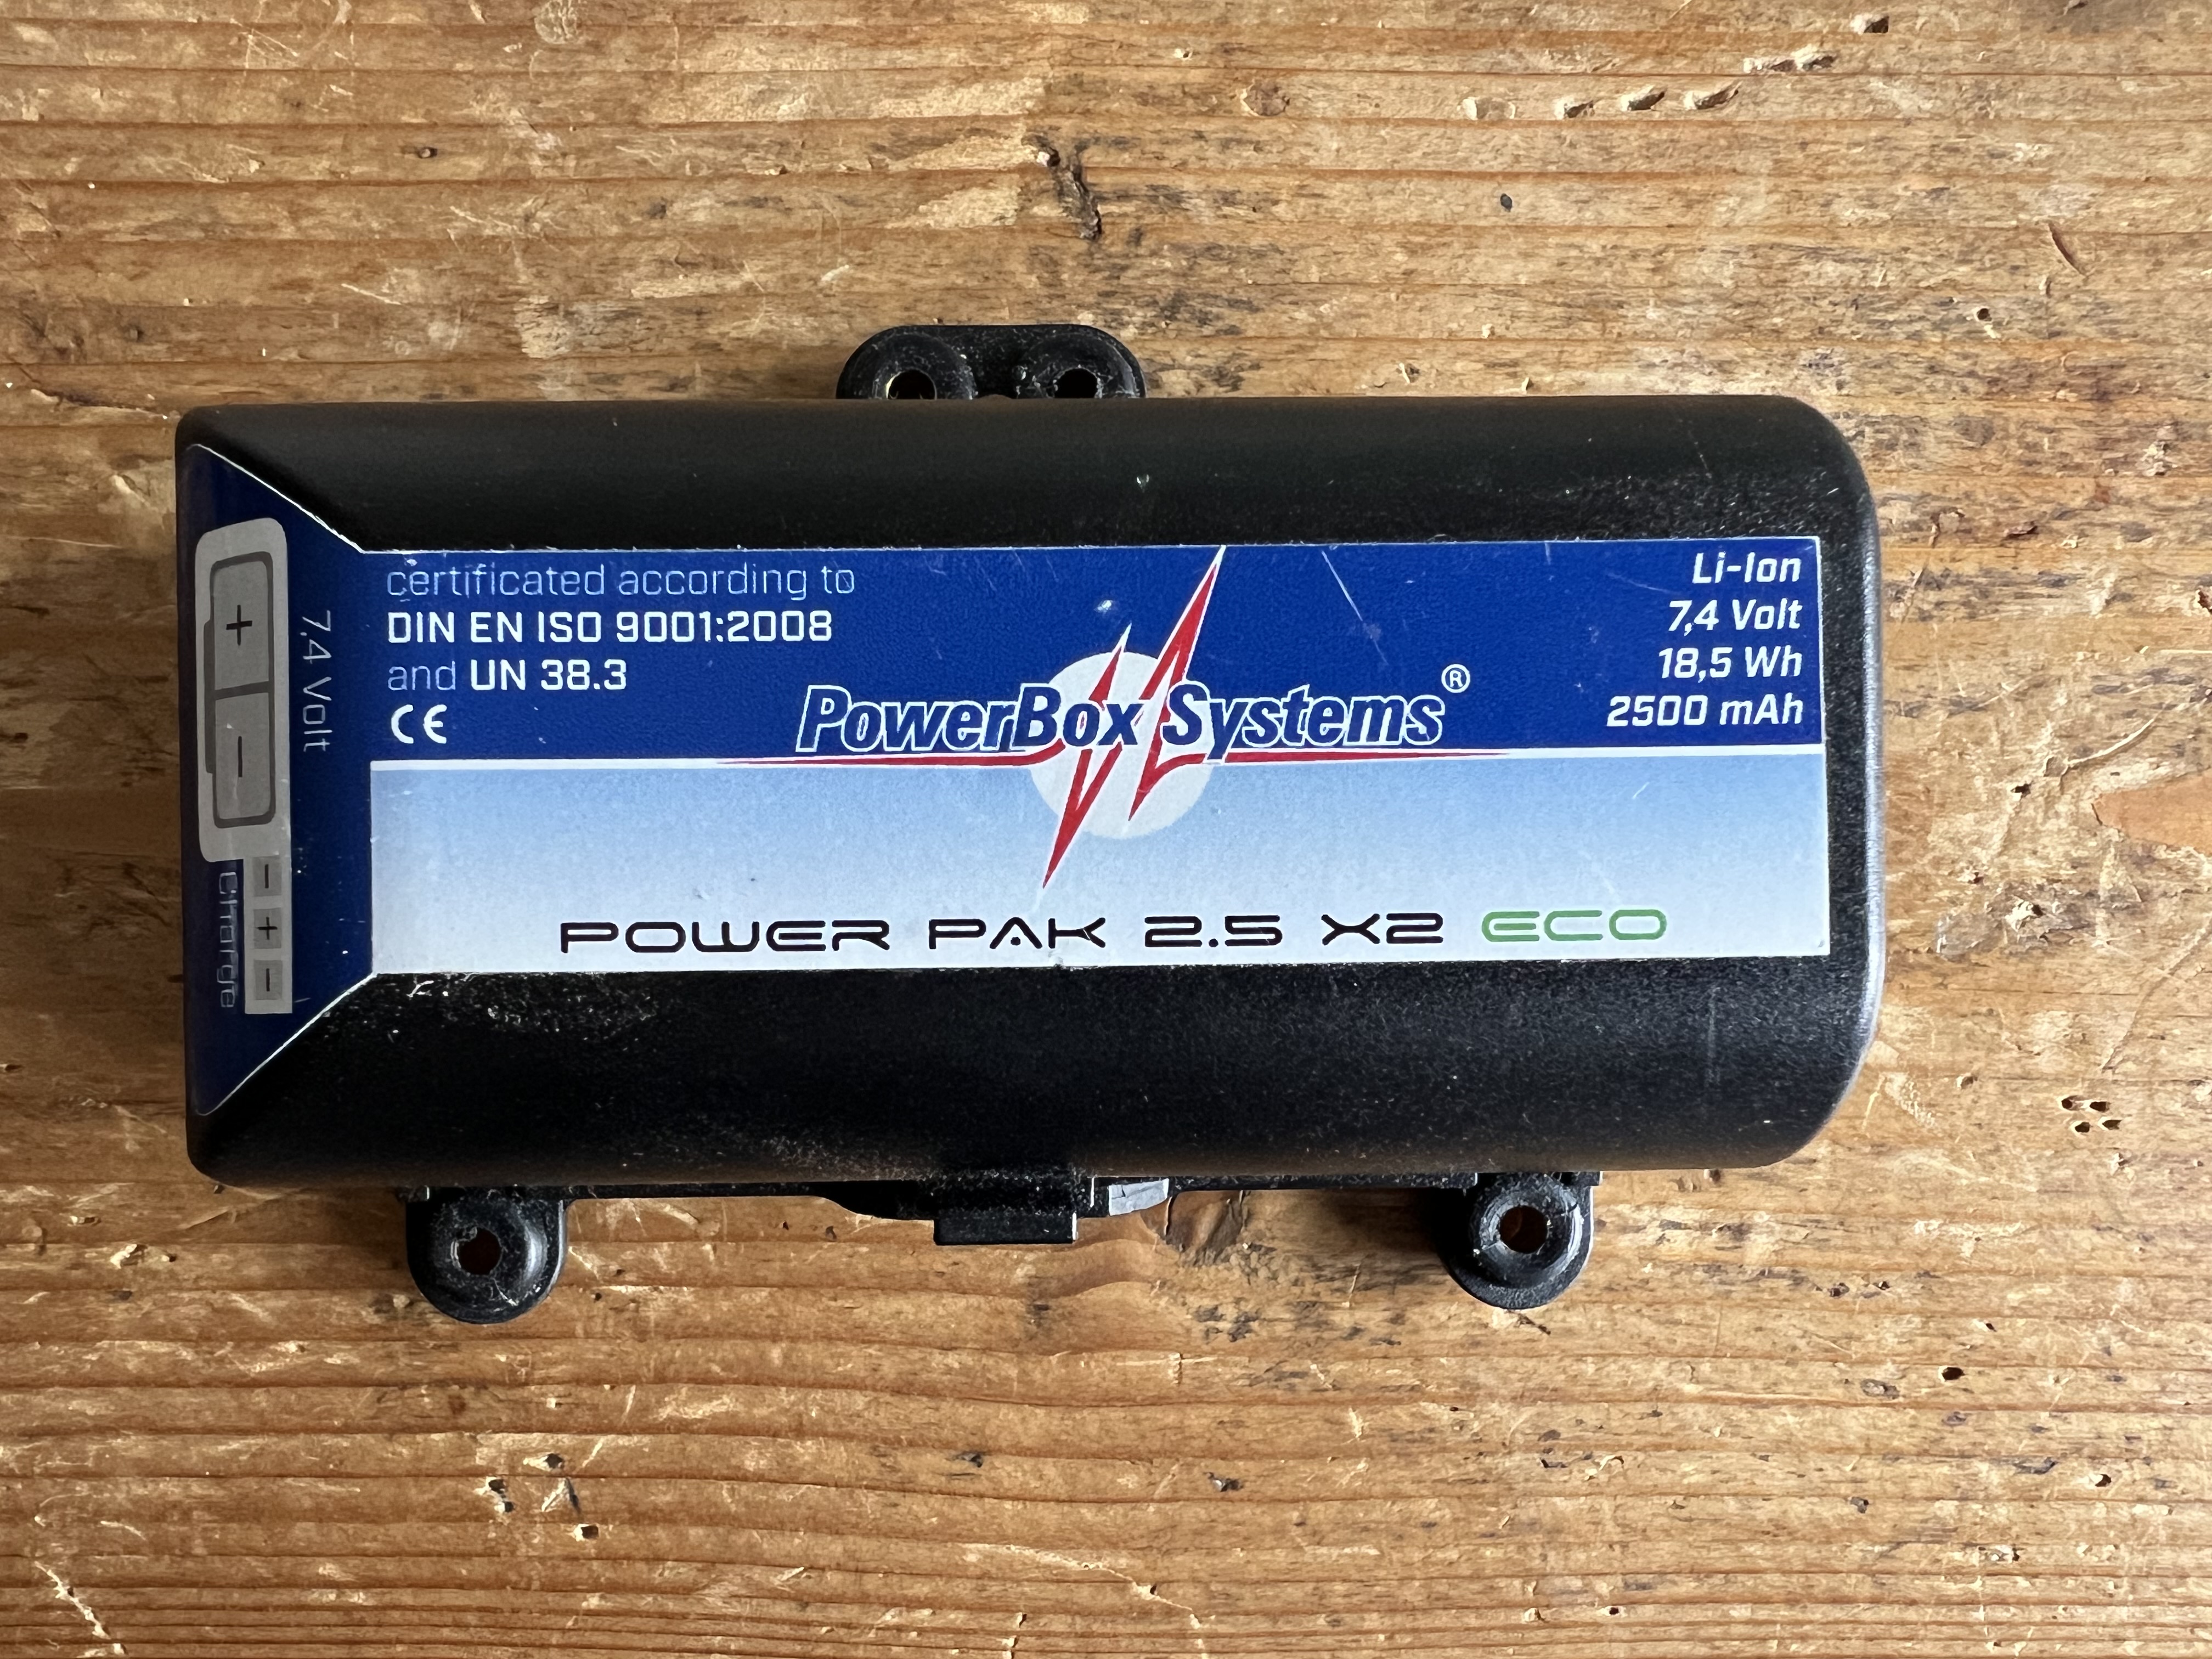 certificated according to
DIN EN ISO 9001:2008
and UN 38.3
CE
PowerBox Systems®
Li-Ion
7,4 Volt
18,5 Wh
2500 mAh
POWER PAK 2.5 X2 ECO
7,4 Volt
+
-
Charge
- + -